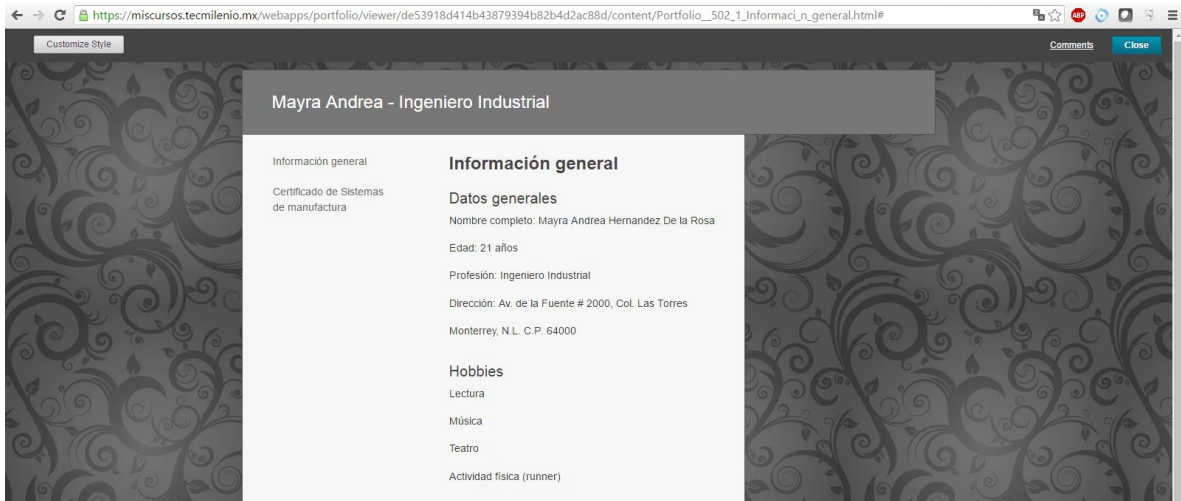 https://miscursos.tecmilenio.mx/webapps/portfolio/viewer/de53918d414b43879394b82b4d2ac88d/content/Portfolio__502_1_Informaci_n_general.html#
ABP
Customize Style
Comments
Close
Mayra Andrea - Ingeniero Industrial
Información general
Certificado de Sistemas
de manufactura
Información general
Datos generales
Nombre completo: Mayra Andrea Hernandez De la Rosa
Edad: 21 años
Profesión: Ingeniero Industrial
Dirección: Av. de la Fuente # 2000, Col. Las Torres
Monterrey, N.L. C.P. 64000
Hobbies
Lectura
Música
Teatro
Actividad física (runner)